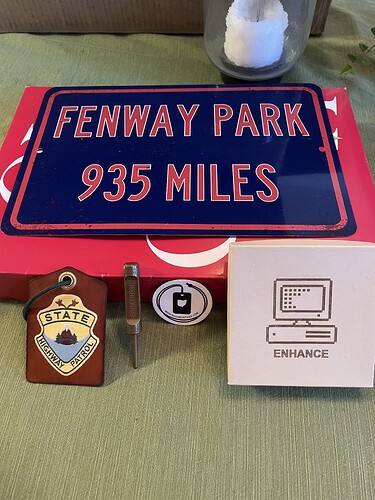 FENWAY PARK
935 MILES
STATE
HIGHWAY PATROL
ENHANCE